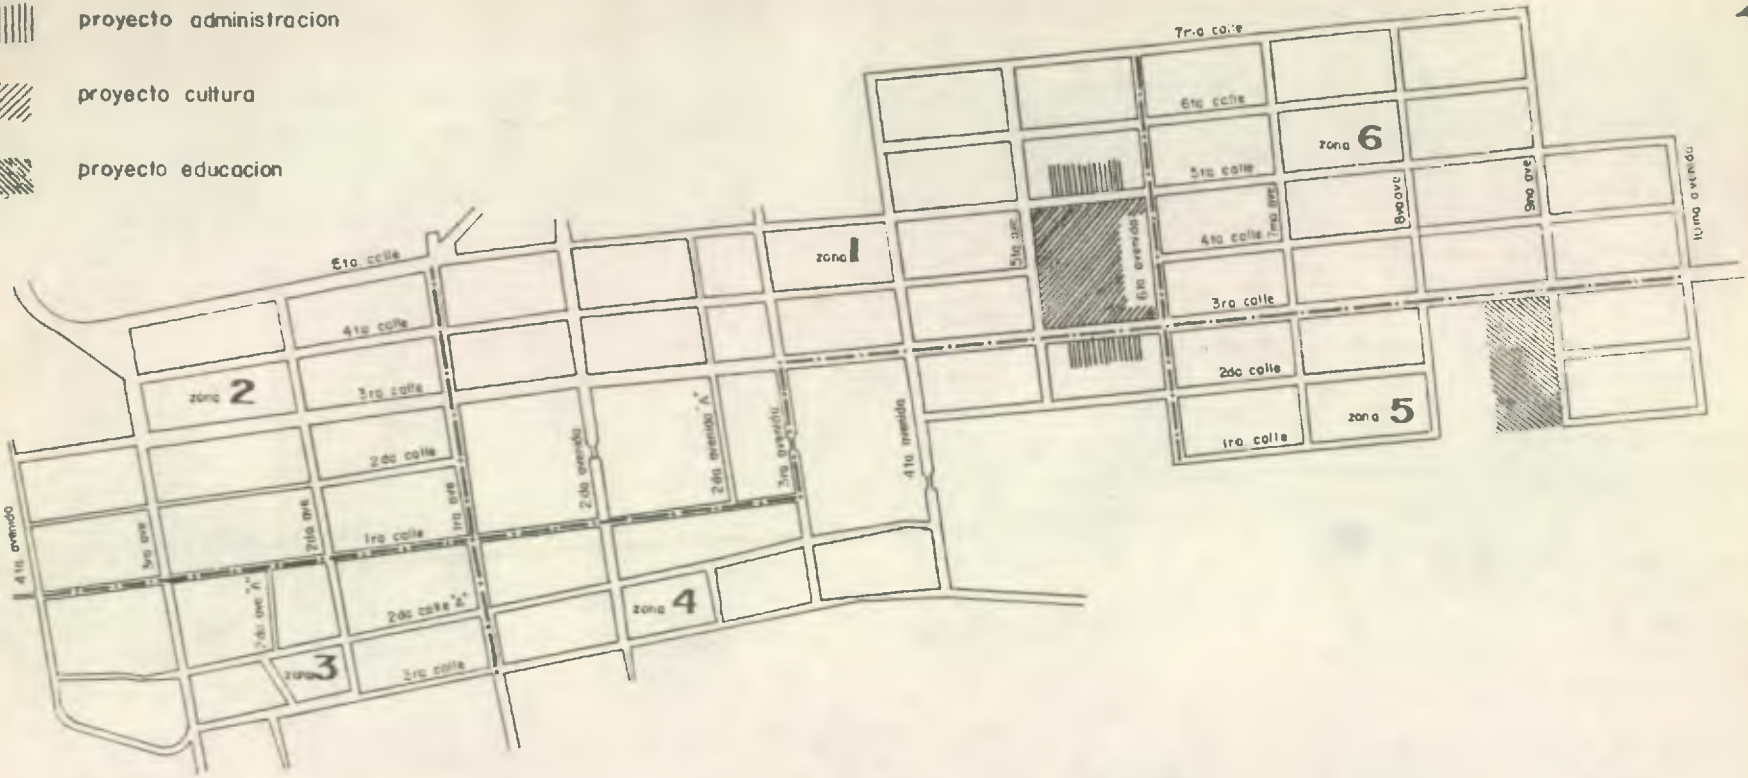 proyecto administracion
proyecto cultura
proyecto educacion
7ma calle
6ta calle
zona 6
5ta calle
9na ave
8va ave
7ma ave
4ta calle
5ta ave
6ta avenida
3ra calle
zona 1
6ta calle
4ta calle
3ra calle
zona 2
2da calle
zona 5
1ra calle
2da calle
1ra ave
2da avenida
2da avenida "A"
3ra avenida
4ta avenida
4ta avenida
3ra ave
2da ave
1ra calle
2da ave "A"
2da calle "A"
zona 4
zona 3
3ra calle